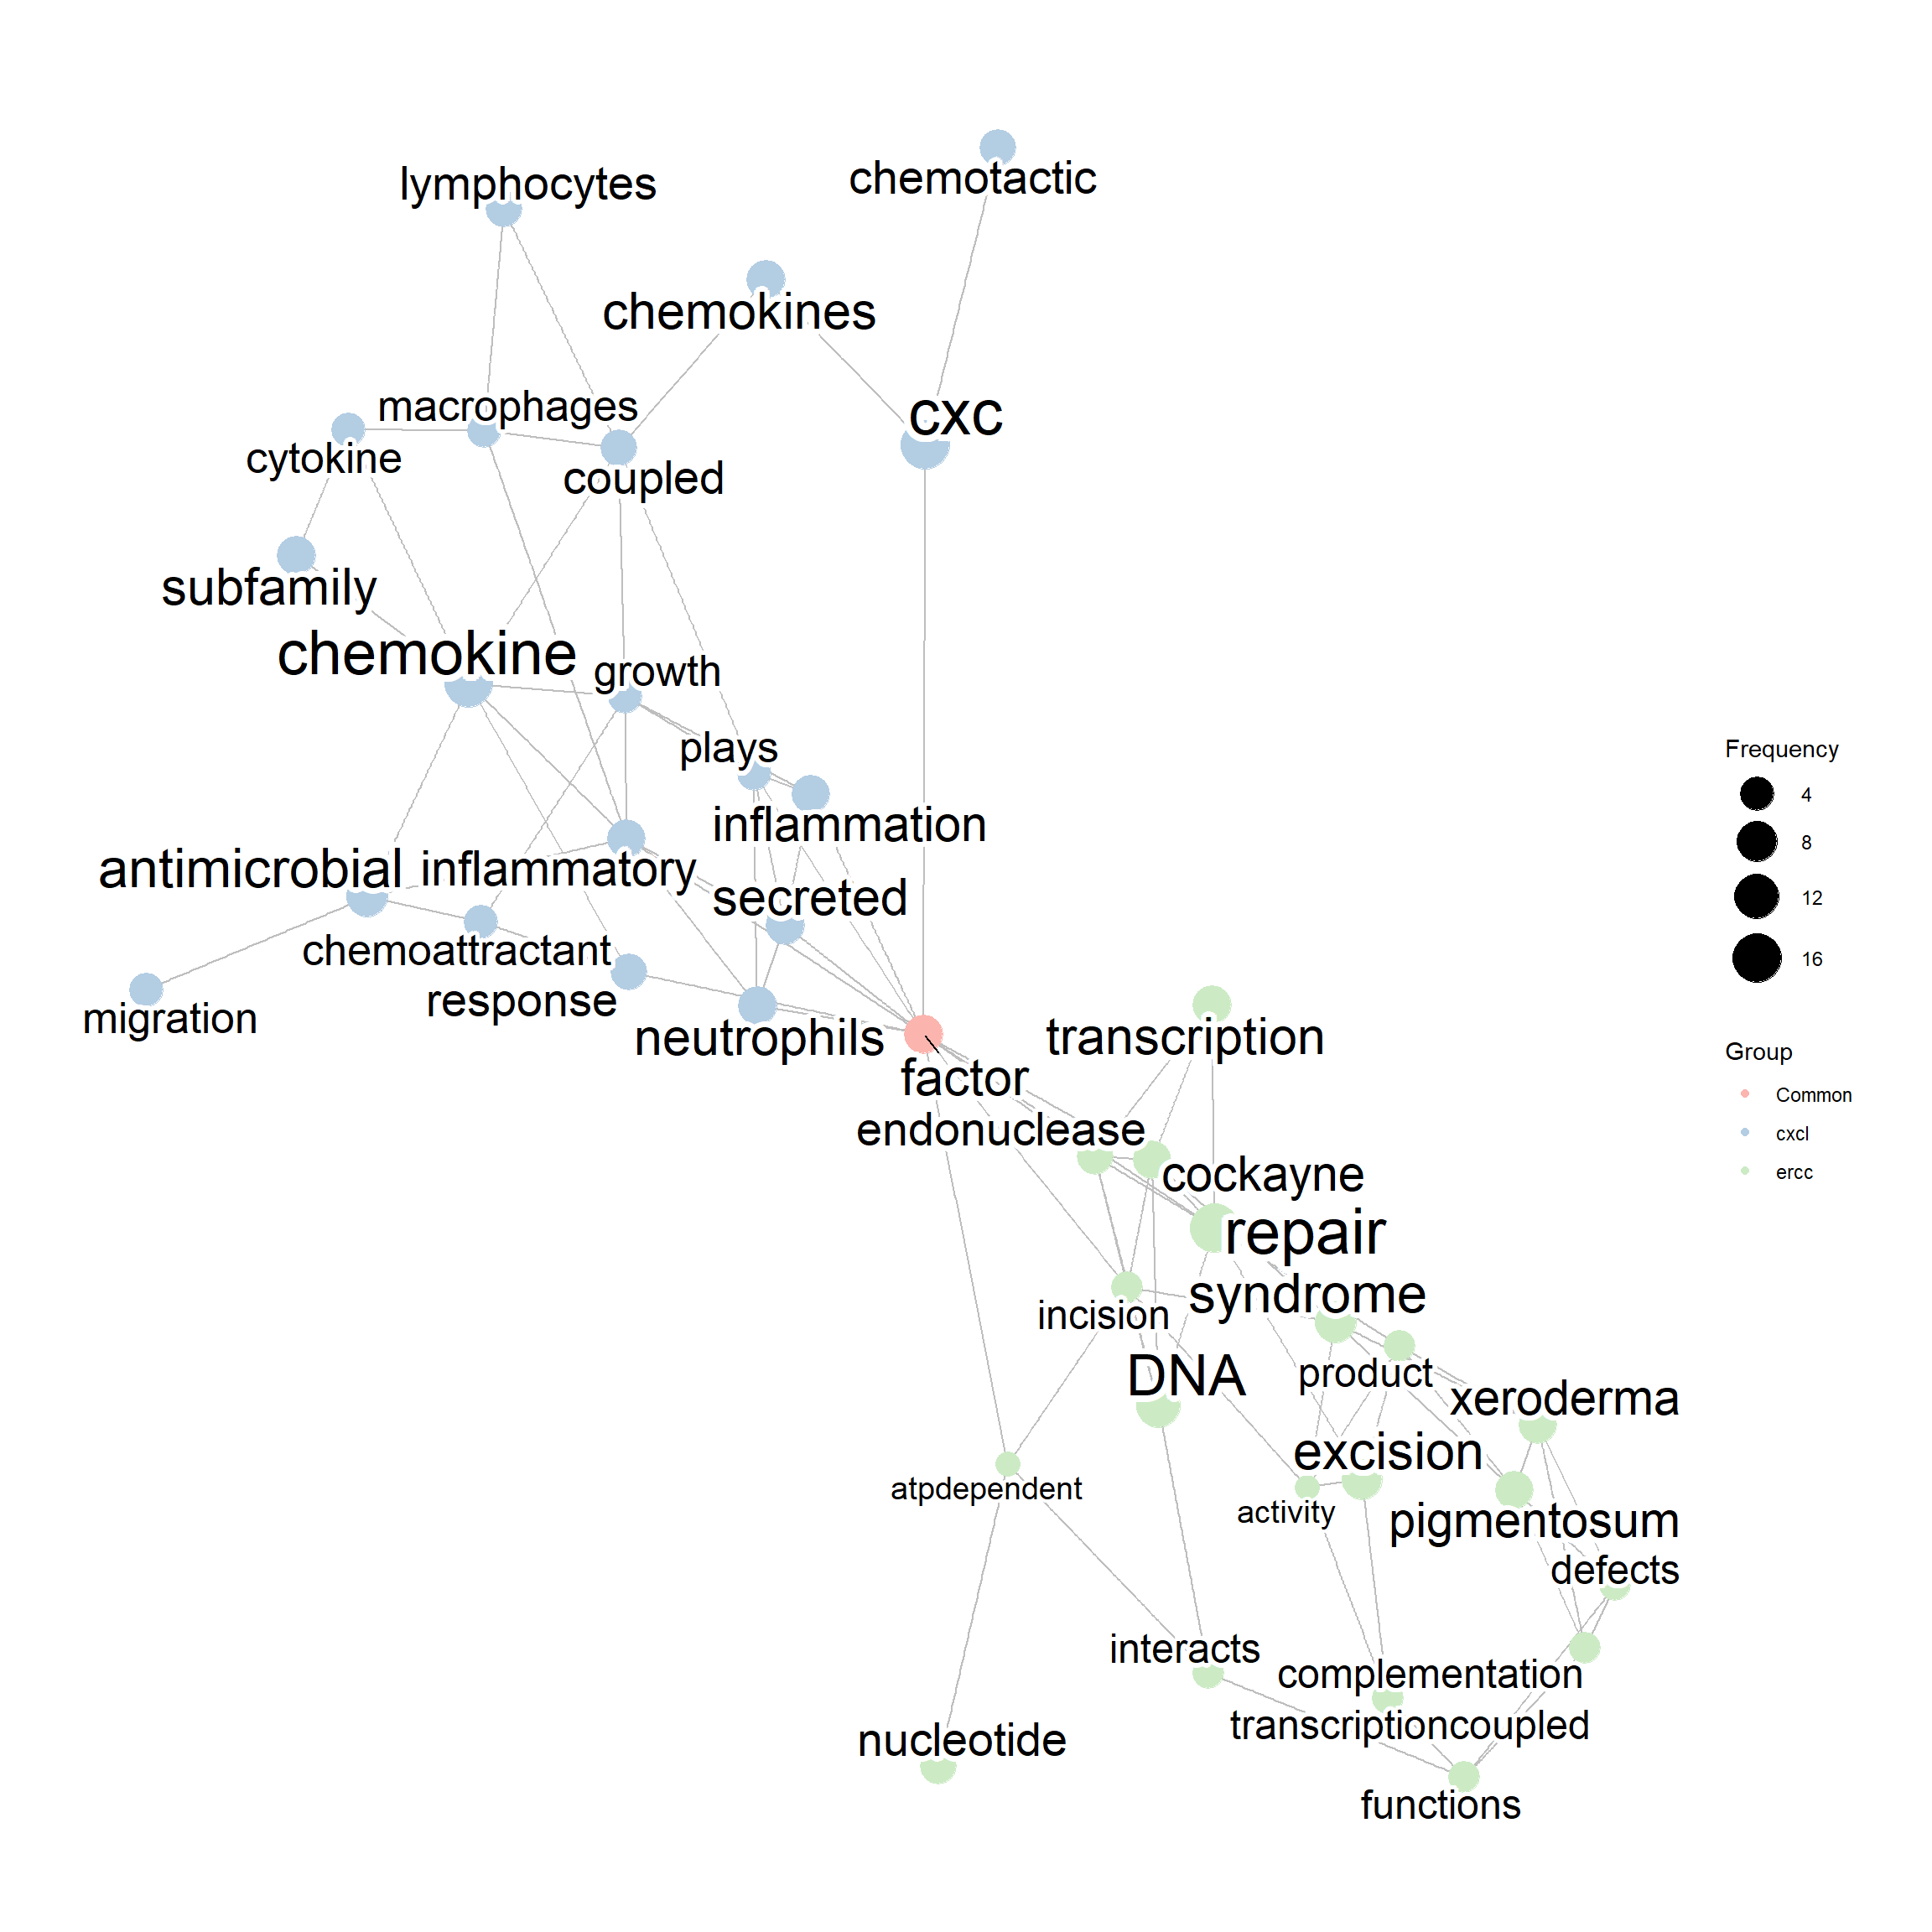 chemotactic
lymphocytes
chemokines
macrophages
cxc
cytokine
coupled
subfamily
chemokine
growth
plays
Frequency
4
inflammation
8
antimicrobial
inflammatory
secreted
12
chemoattractant
16
response
migration
neutrophils
transcription
Group
factor
Common
endonuclease
cxcl
cockayne
ercc
repair
syndrome
incision
DNA
product
xeroderma
excision
atpdependent
activity
pigmentosum
defects
interacts
complementation
transcriptioncoupled
nucleotide
functions